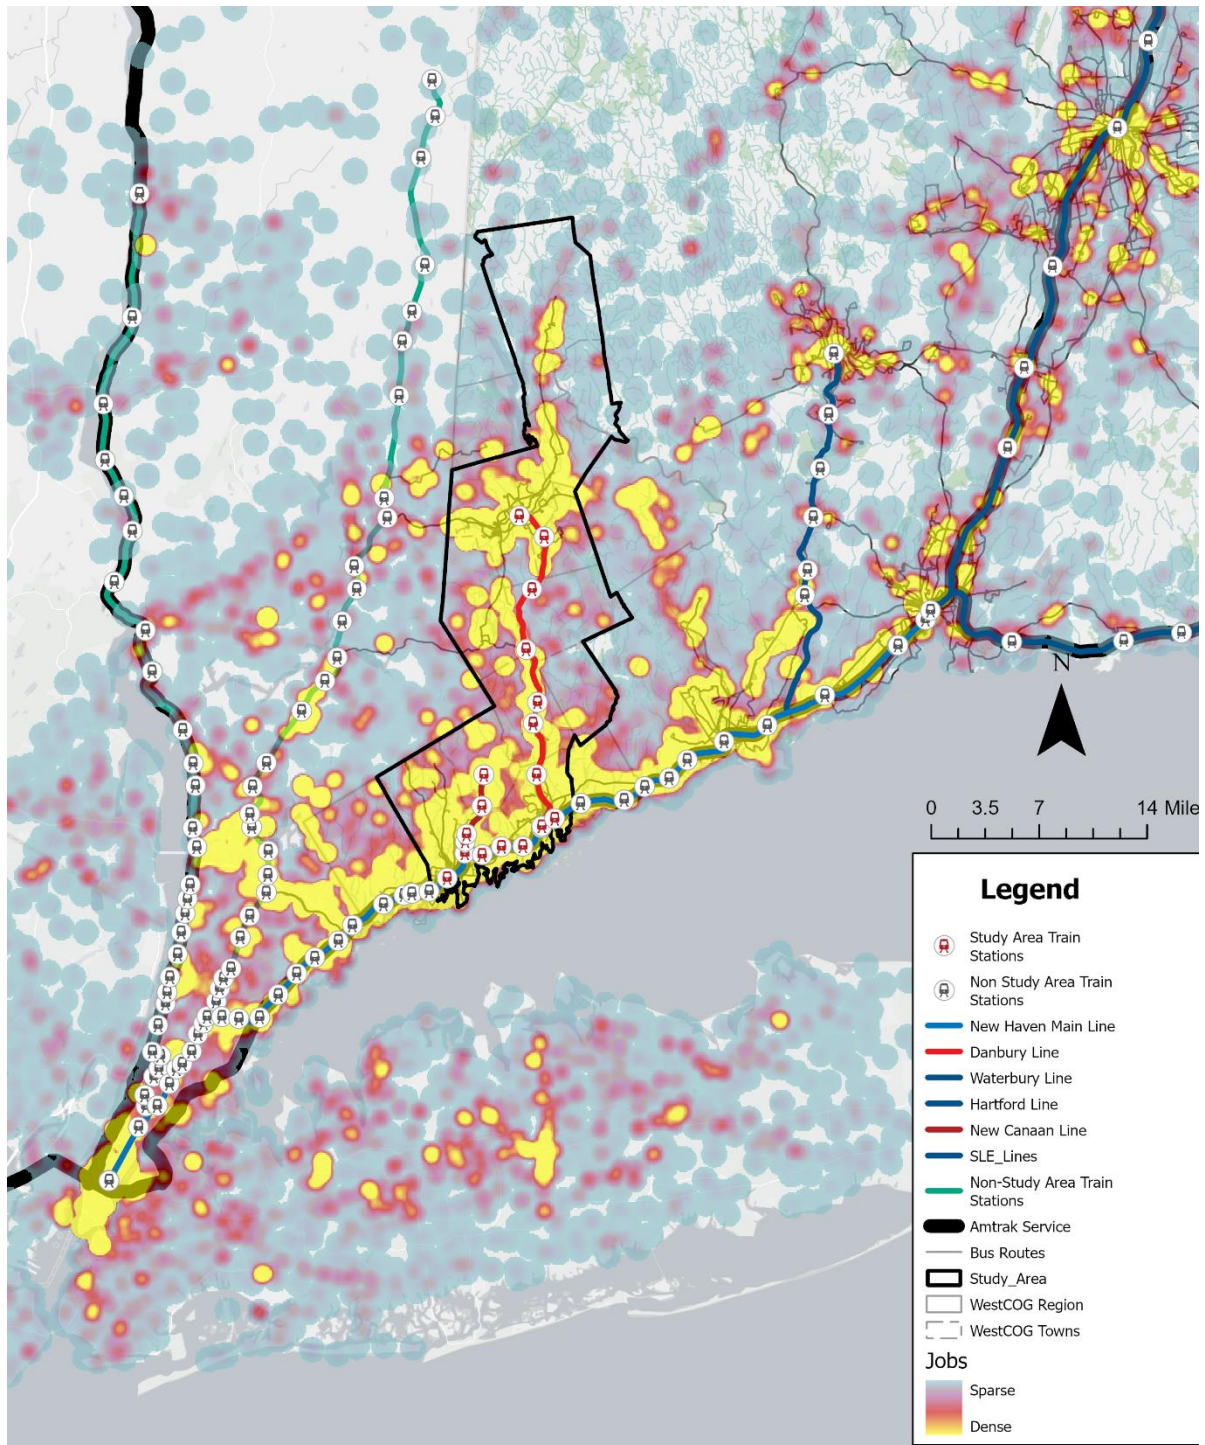 N
0 3.5 7 14 Mile
Legend
Study Area Train
Stations
Non Study Area Train
Stations
New Haven Main Line
Danbury Line
Waterbury Line
Hartford Line
New Canaan Line
SLE_Lines
Non-Study Area Train
Stations
Amtrak Service
Bus Routes
Study_Area
WestCOG Region
WestCOG Towns
Jobs
Sparse
Dense